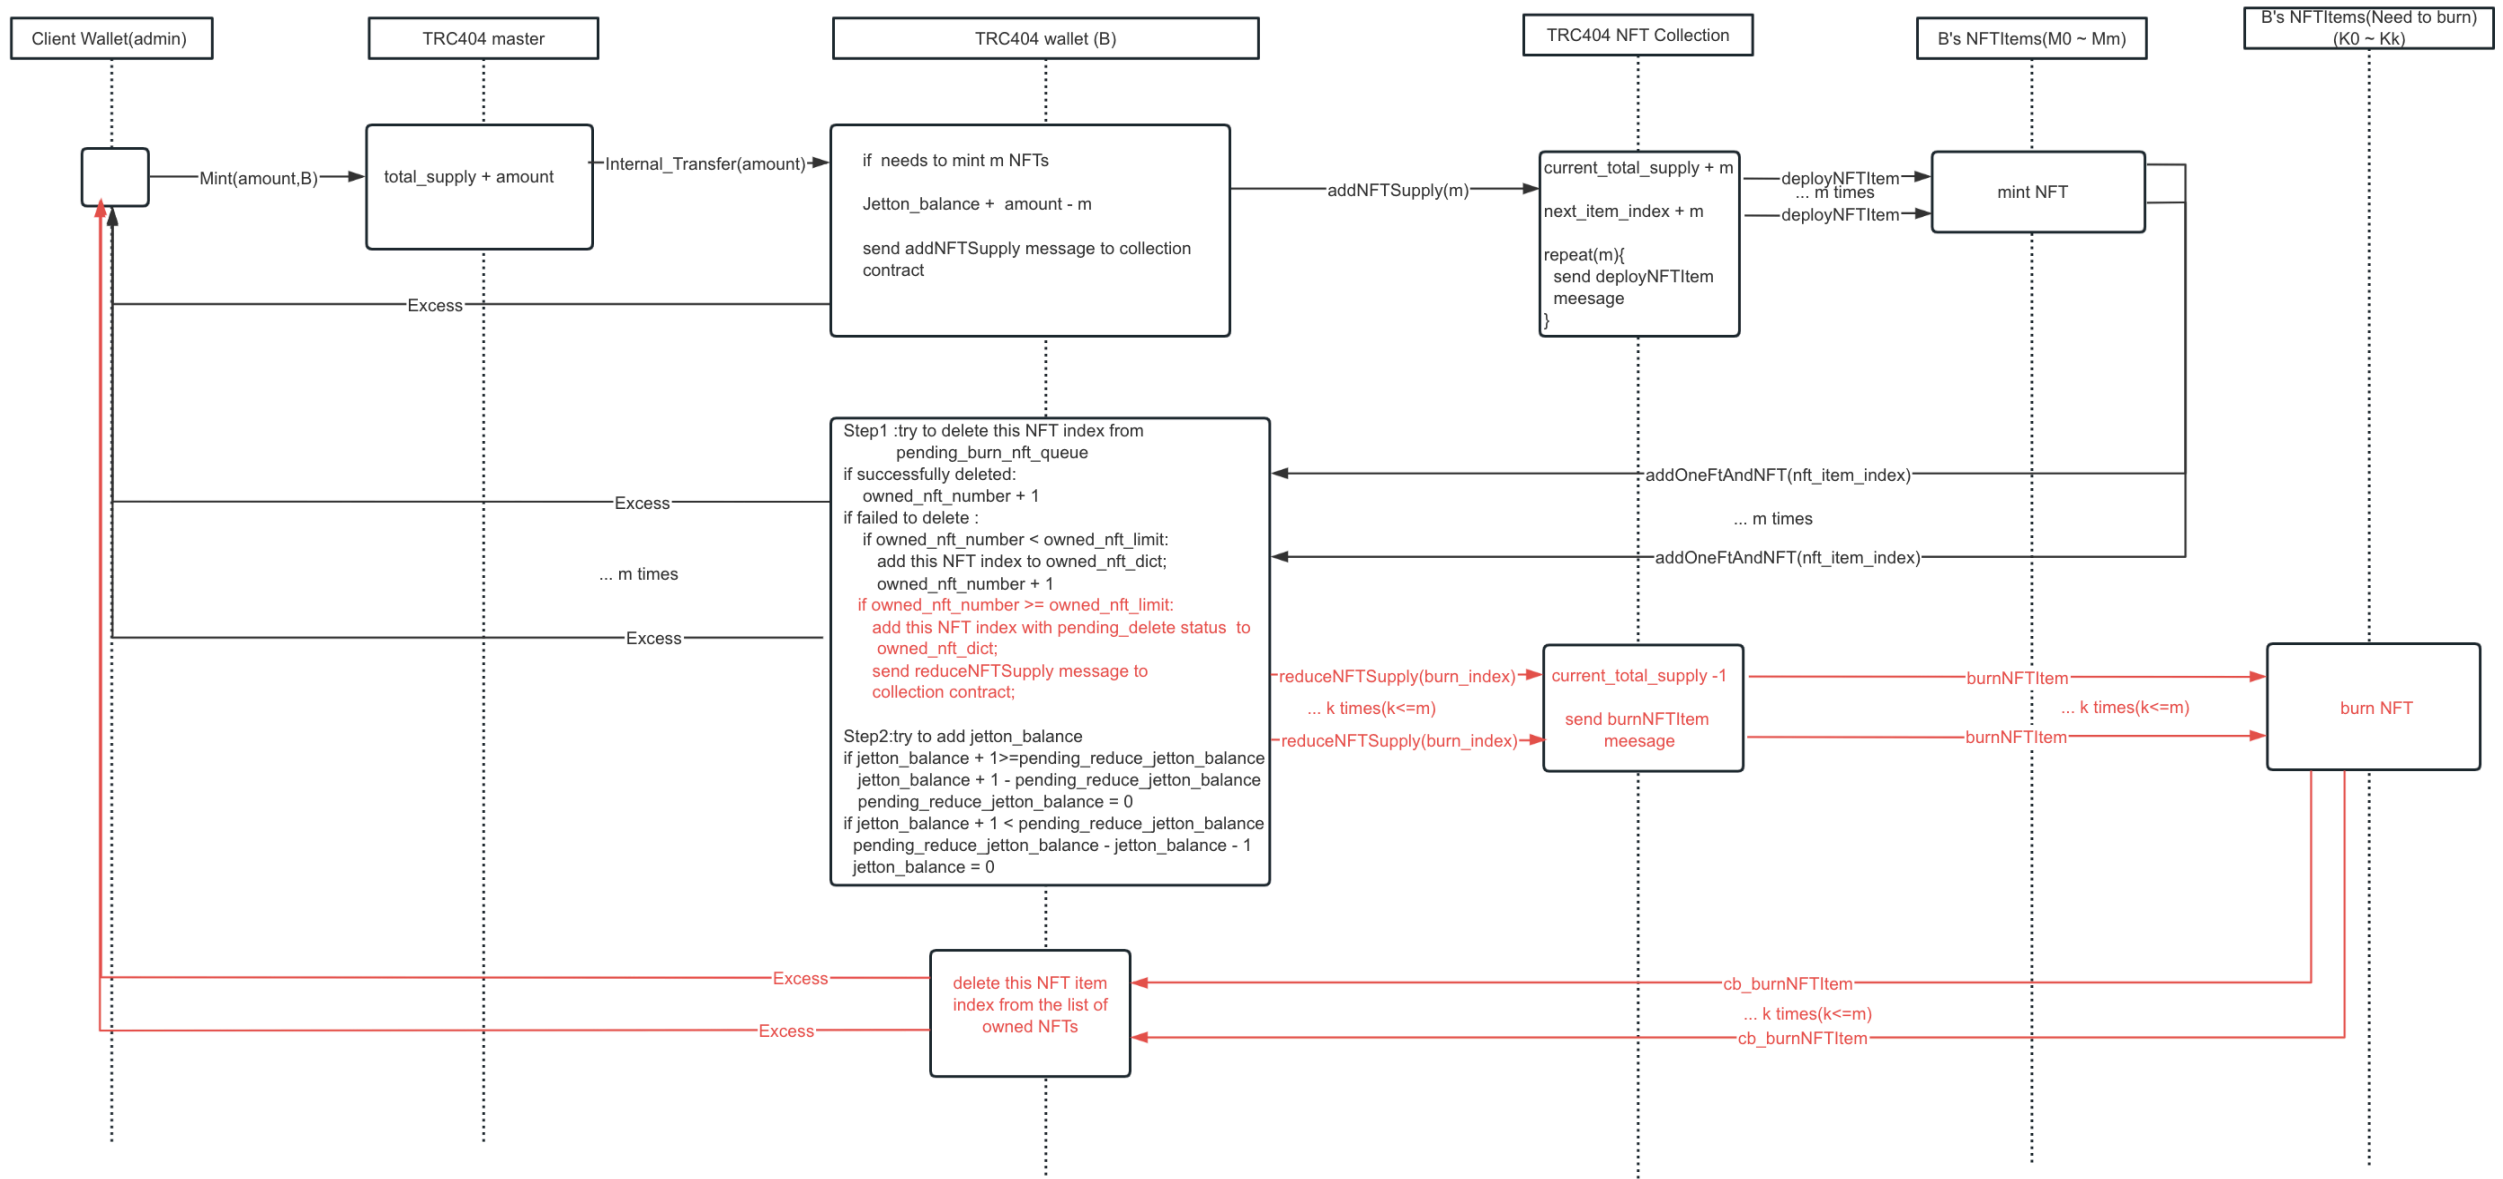 Client Wallet(admin)
TRC404 master
TRC404 wallet (B)
TRC404 NFT Collection
B's NFTItems(M0 ~ Mm)
B's NFTItems(Need to burn)
(K0 ~ Kk)
Mint(amount,B)
total_supply + amount
Internal_Transfer(amount)
if  needs to mint m NFTs
Jetton_balance +  amount - m
send addNFTSupply message to collection
contract
addNFTSupply(m)
current_total_supply + m
next_item_index + m
repeat(m){
send deployNFTItem
meesage
}
deployNFTItem
... m times
deployNFTItem
mint NFT
Excess
Step1 :try to delete this NFT index from
pending_burn_nft_queue
if successfully deleted:
owned_nft_number + 1
if failed to delete :
if owned_nft_number < owned_nft_limit:
add this NFT index to owned_nft_dict;
owned_nft_number + 1
if owned_nft_number >= owned_nft_limit:
add this NFT index with pending_delete status  to
owned_nft_dict;
send reduceNFTSupply message to
collection contract;
Step2:try to add jetton_balance
if jetton_balance + 1>=pending_reduce_jetton_balance
jetton_balance + 1 - pending_reduce_jetton_balance
pending_reduce_jetton_balance = 0
if jetton_balance + 1 < pending_reduce_jetton_balance
pending_reduce_jetton_balance - jetton_balance - 1
jetton_balance = 0
addOneFtAndNFT(nft_item_index)
... m times
addOneFtAndNFT(nft_item_index)
Excess
... m times
Excess
reduceNFTSupply(burn_index)
... k times(k<=m)
reduceNFTSupply(burn_index)
current_total_supply -1
send burnNFTItem
meesage
burnNFTItem
... k times(k<=m)
burnNFTItem
burn NFT
Excess
Excess
delete this NFT item
index from the list of
owned NFTs
cb_burnNFTItem
... k times(k<=m)
cb_burnNFTItem